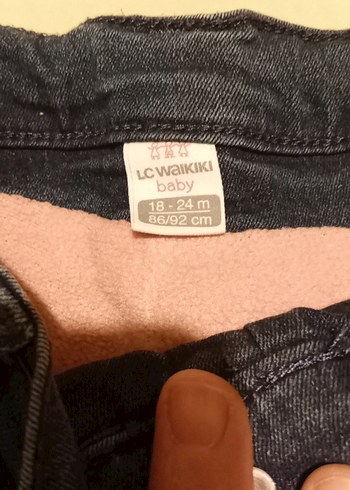 LC WAIKIKI
baby
18 - 24 m
86/92 cm